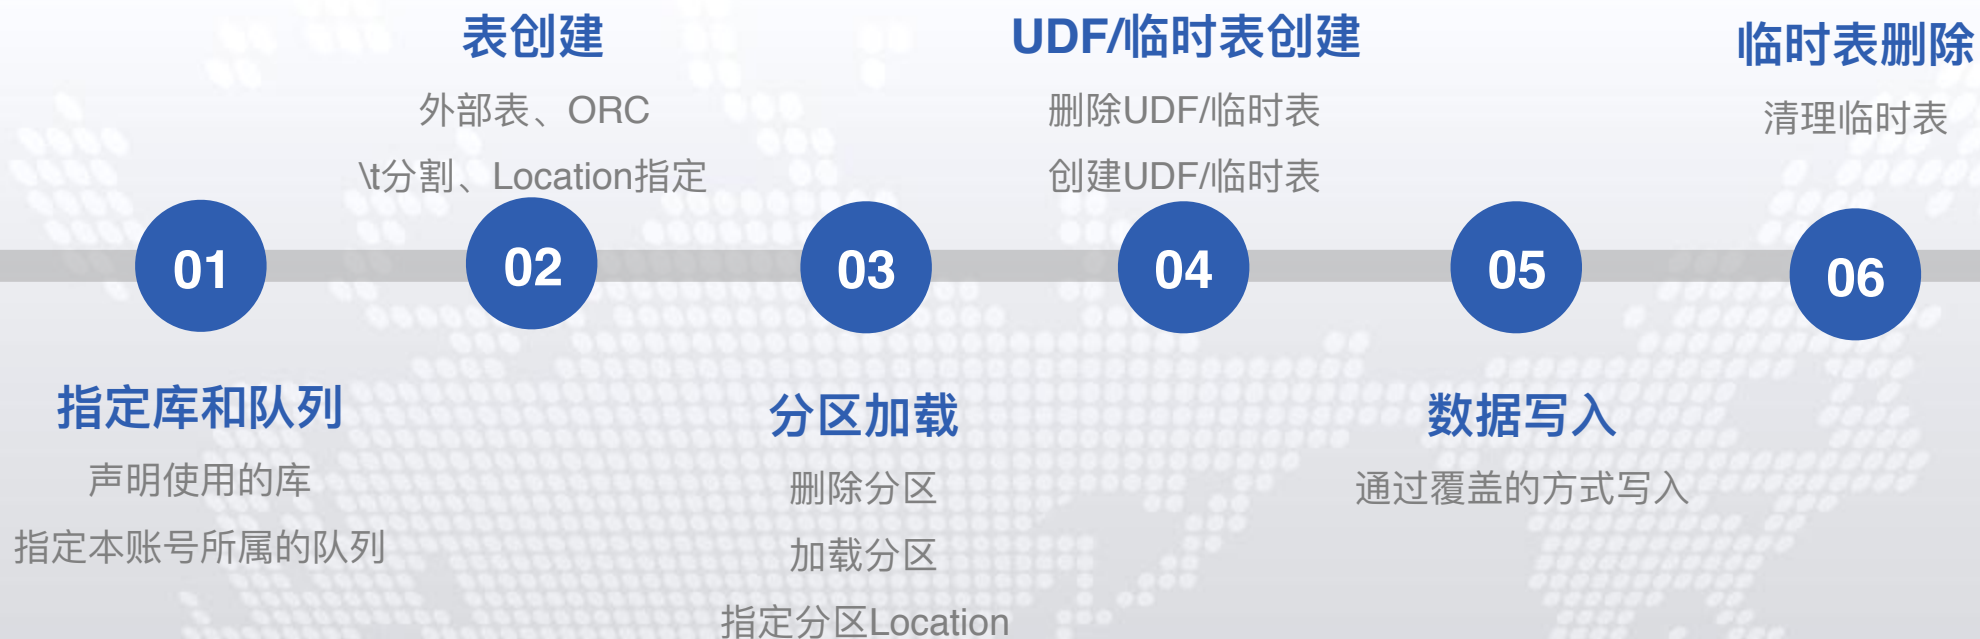 01
指定库和队列
声明使用的库
指定本账号所属的队列
表创建
外部表、ORC
\t分割、Location指定
02
03
分区加载
删除分区
加载分区
指定分区Location
UDF/临时表创建
删除UDF/临时表
创建UDF/临时表
04
05
数据写入
通过覆盖的方式写入
临时表删除
清理临时表
06